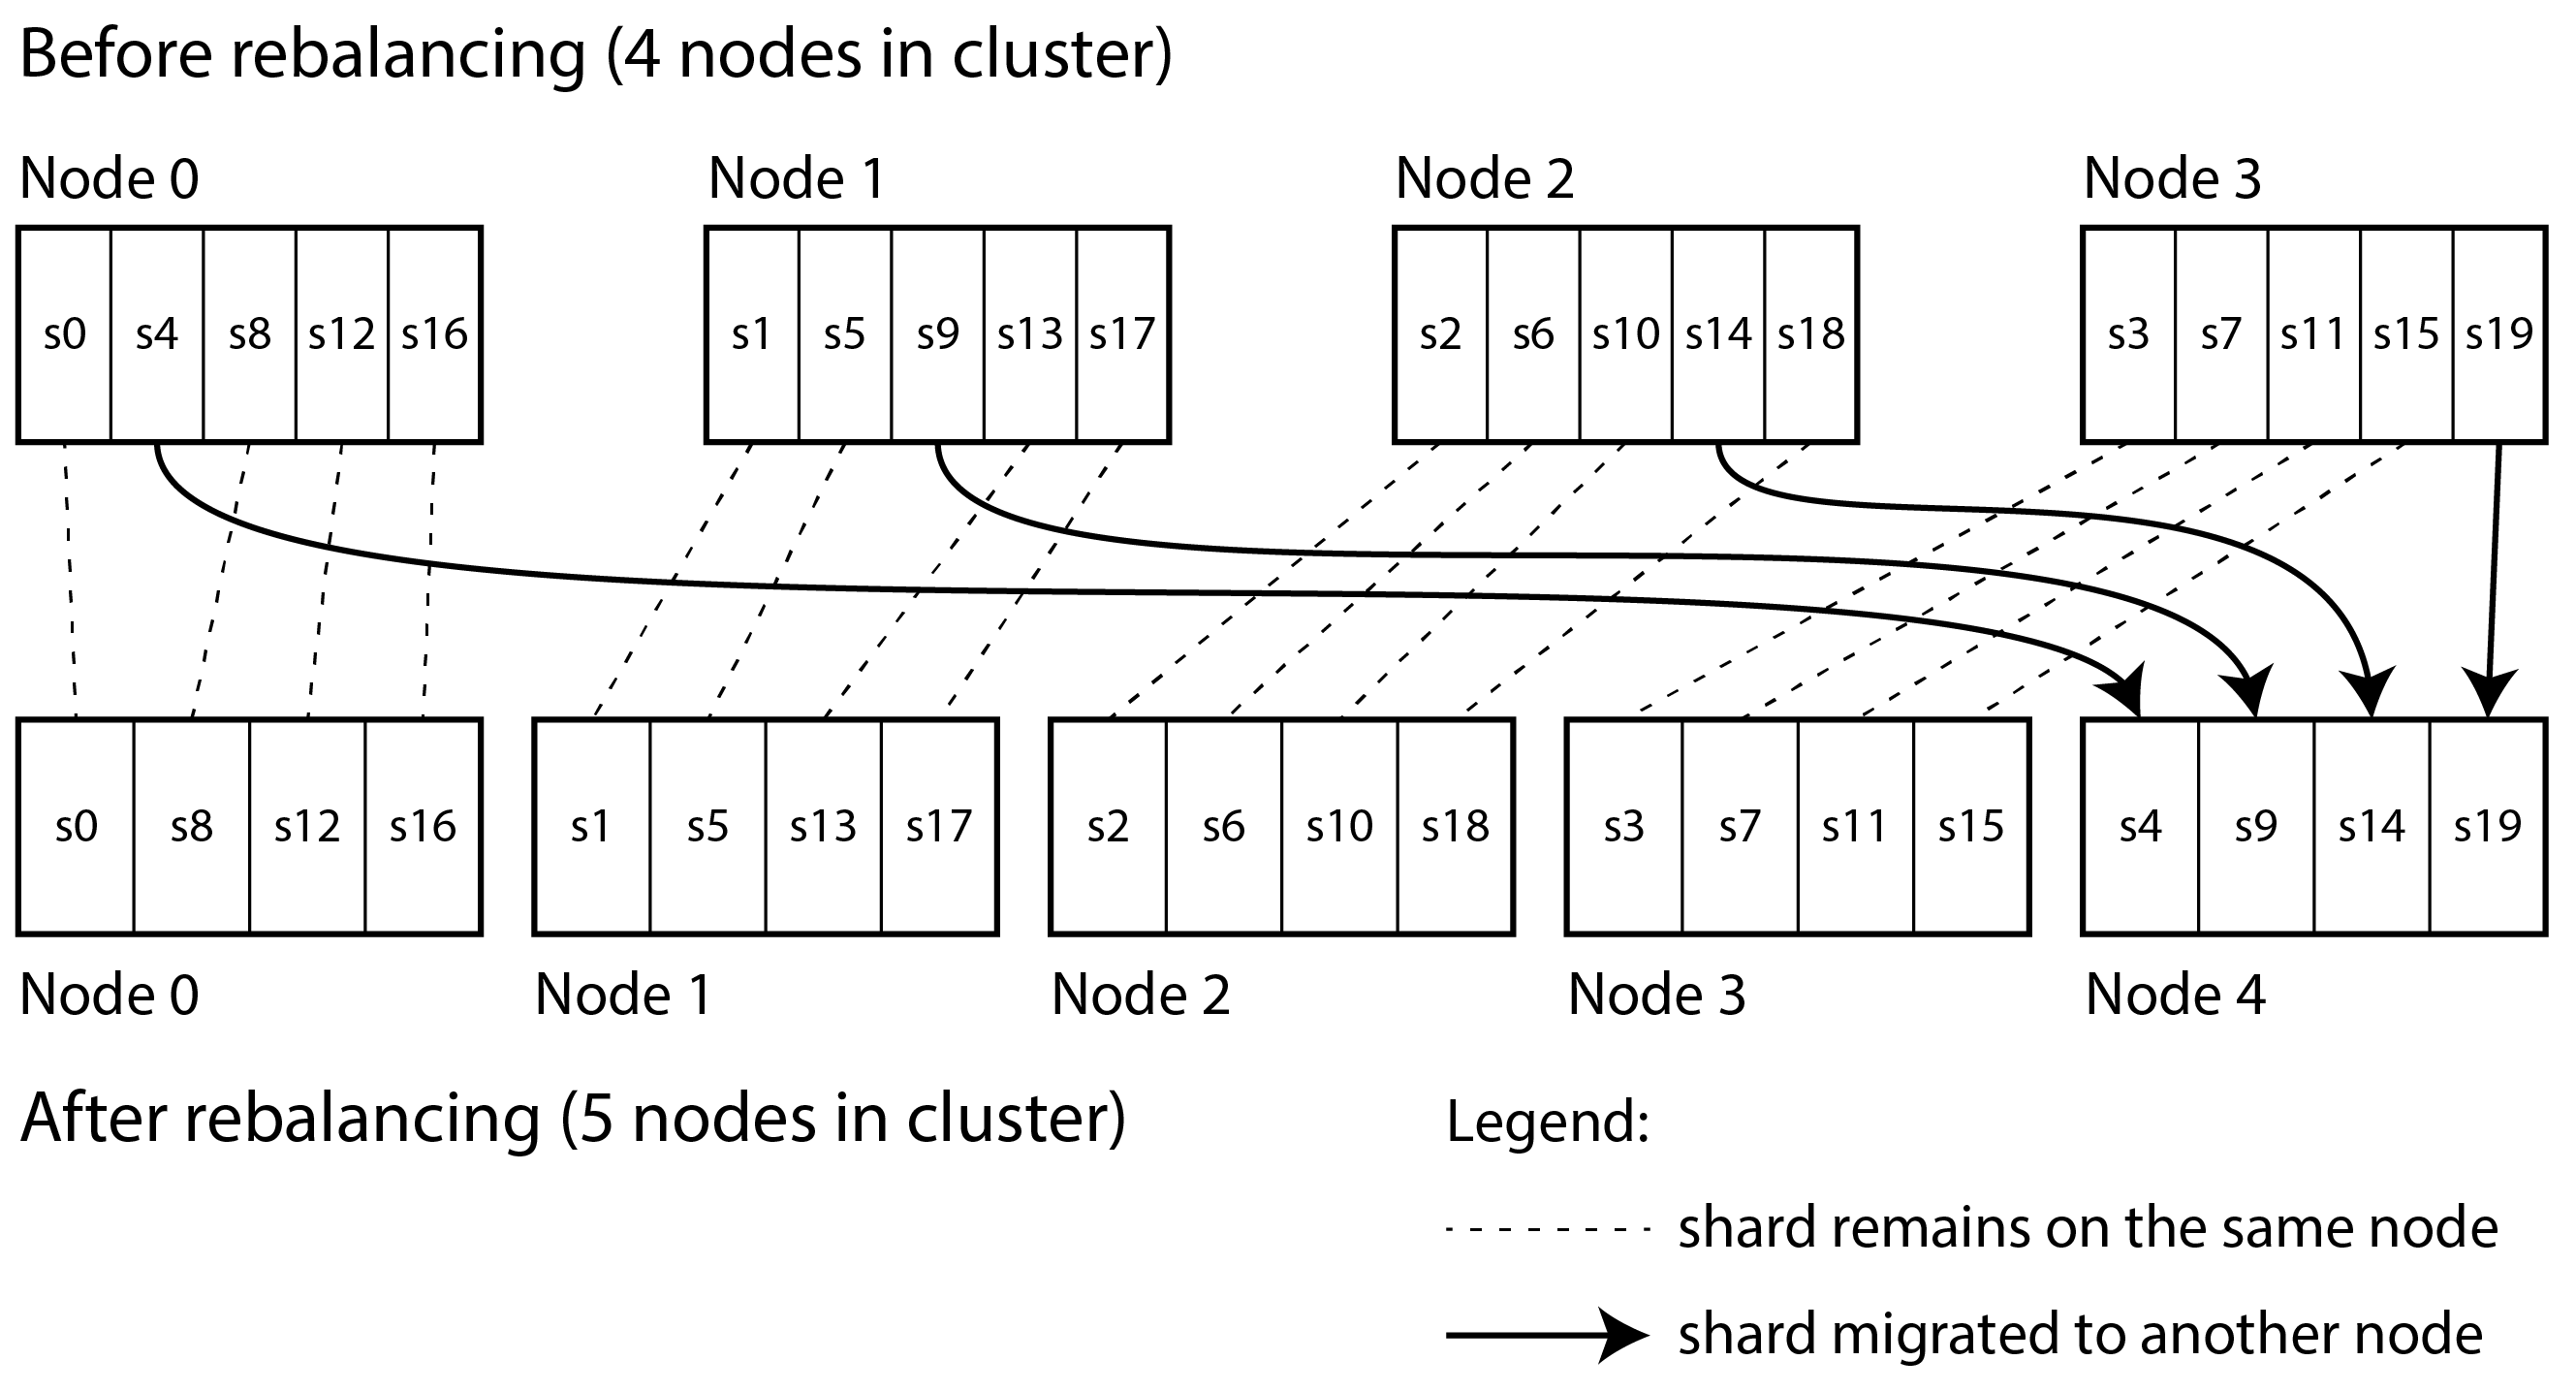 Before rebalancing (4 nodes in cluster)
Node 0 Node 1 Node 2 Node 3
s0 s4 s8 s12 s16 s1 s5 s9 s13 s17 s2 s6 s10 s14 s18 s3 s7 s11 s15 s19
s0 s8 s12 s16 s1 s5 s13 s17 s2 s6 s10 s18 s3 s7 s11 s15 s4 s9 s14 s19
Node 0 Node 1 Node 2 Node 3 Node 4
After rebalancing (5 nodes in cluster)
Legend:
shard remains on the same node
shard migrated to another node